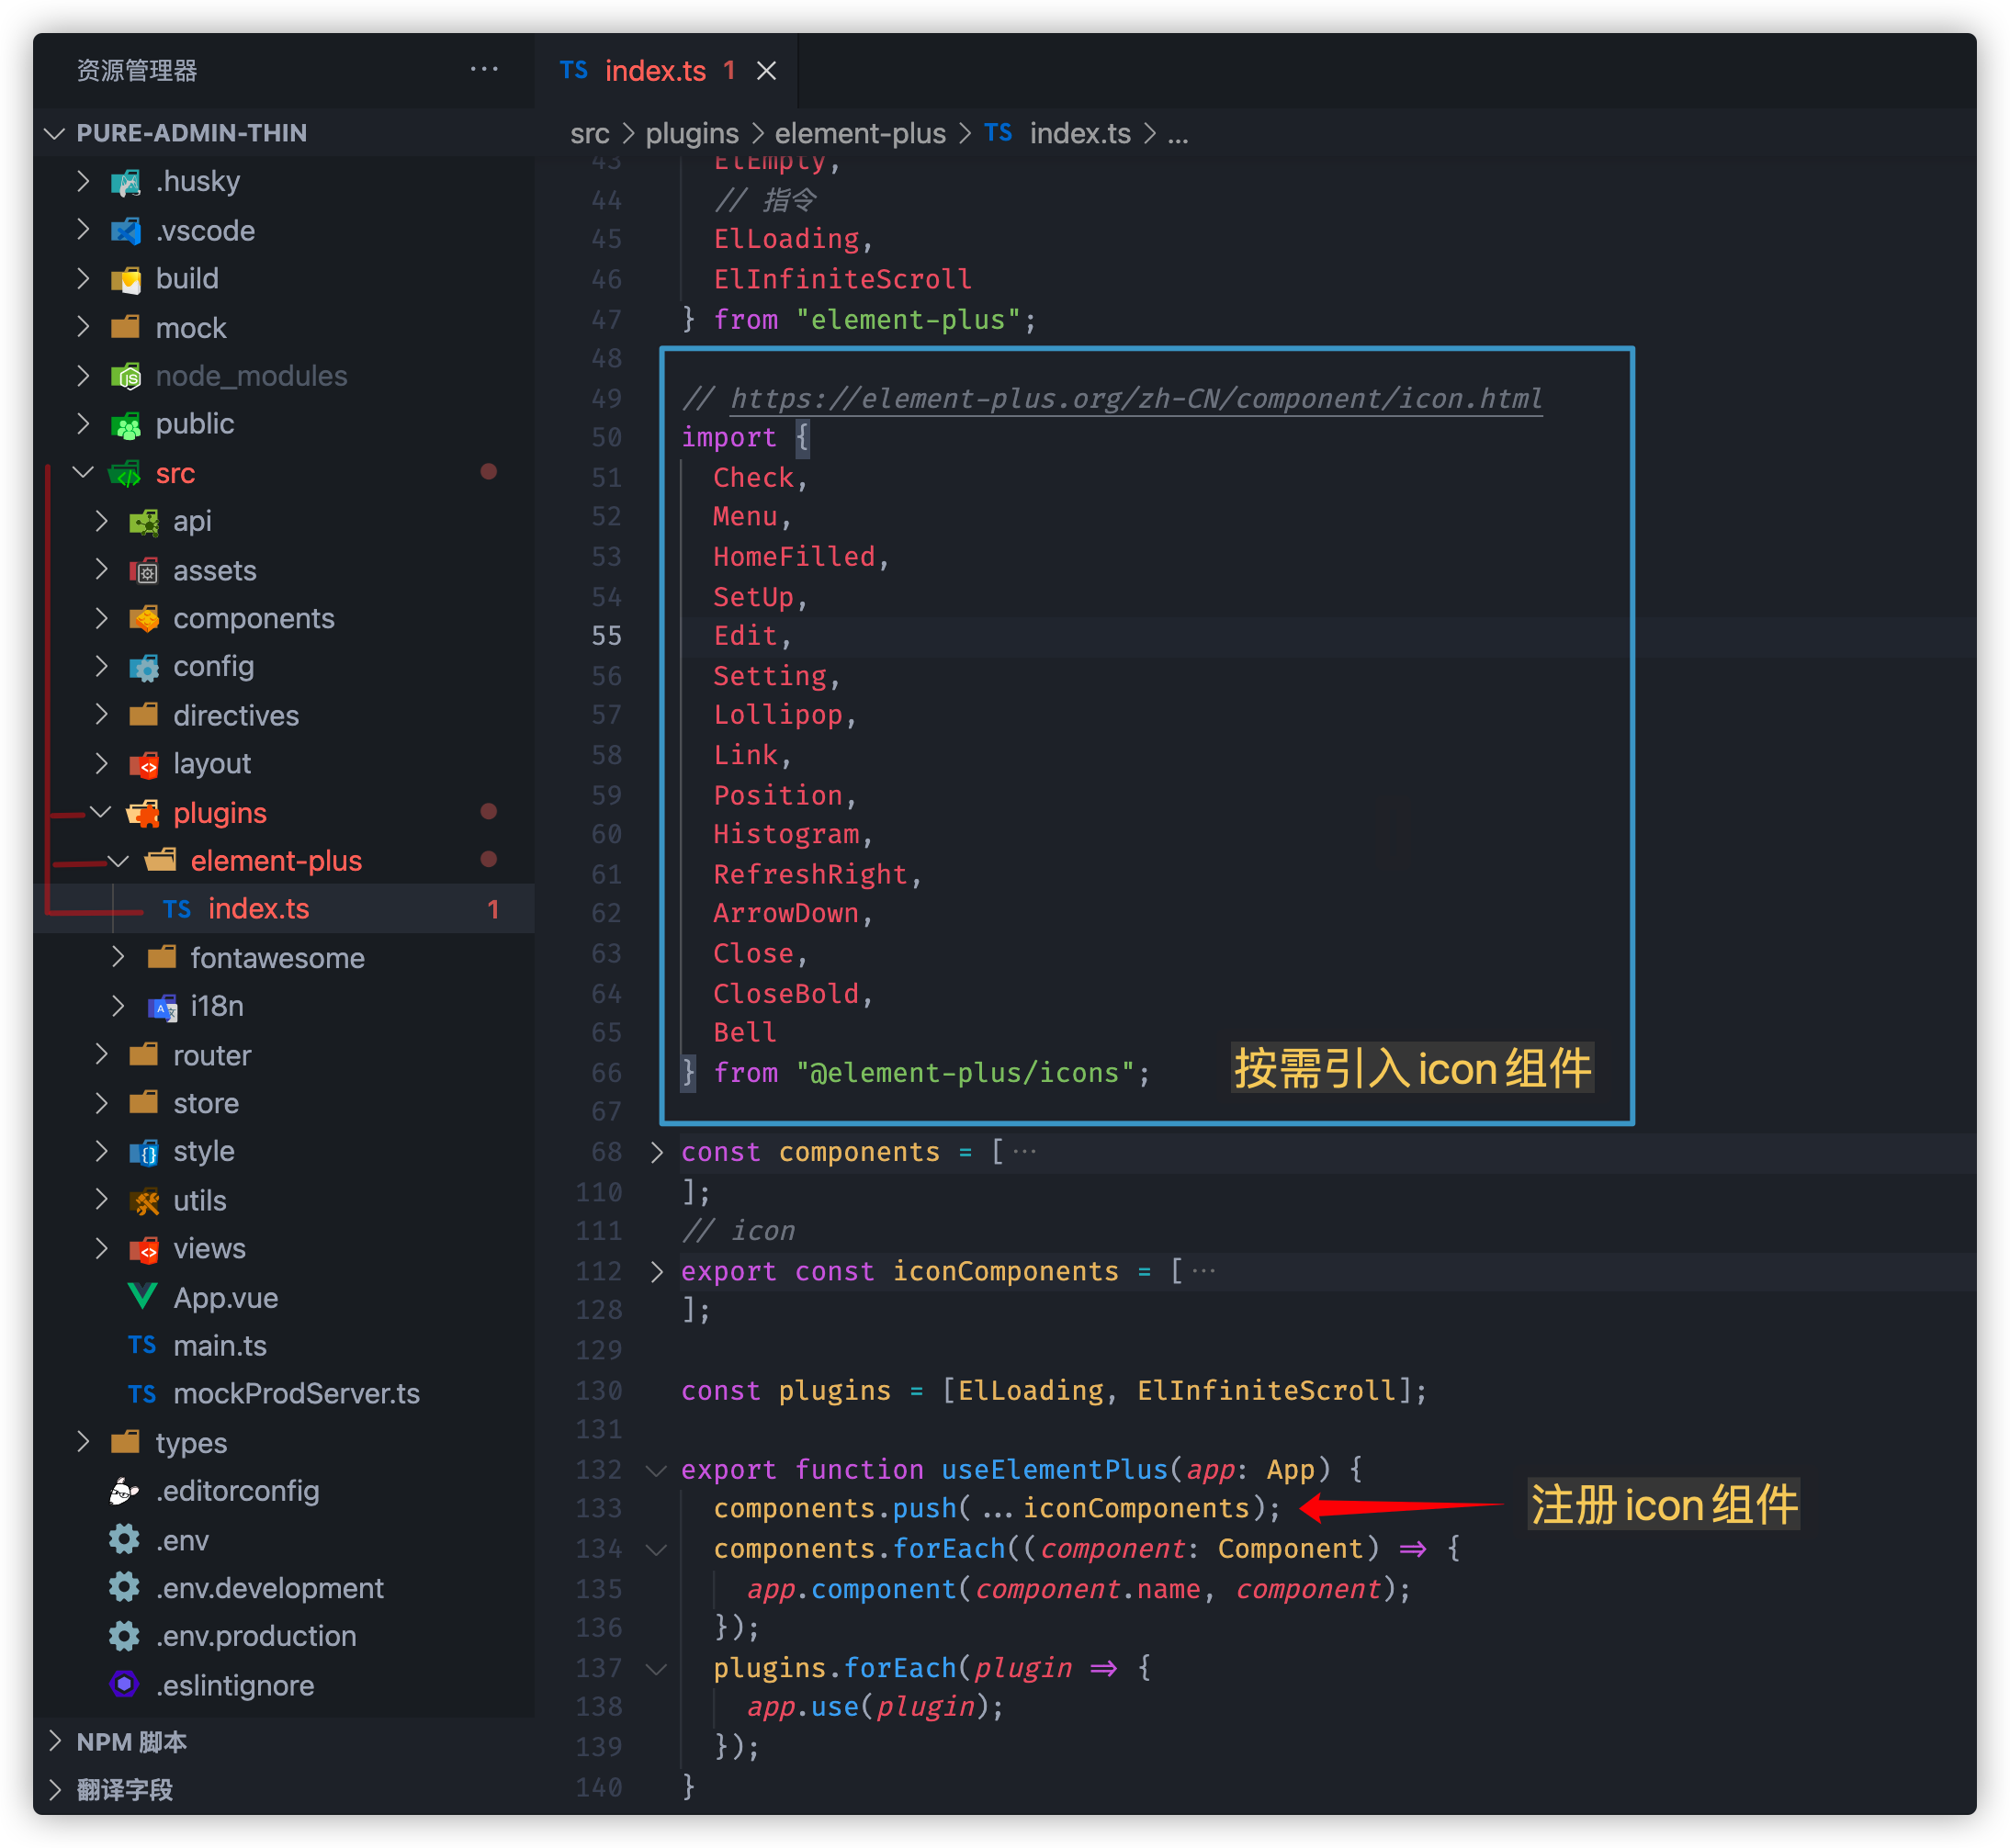 资源管理器
PURE-ADMIN-THIN
.husky
.vscode
build
mock
node_modules
public
src
api
assets
components
config
directives
layout
plugins
element-plus
TS index.ts 1
fontawesome
i18n
router
store
style
utils
views
App.vue
TS main.ts
TS mockProdServer.ts
types
.editorconfig
.env
.env.development
.env.production
.eslintignore
NPM 脚本
翻译字段
TS index.ts 1
src > plugins > element-plus > TS index.ts > ...
43 ElEmpty,
44 // 指令
45 ElLoading,
46 ElInfiniteScroll
47 } from "element-plus";
48
49 // https://element-plus.org/zh-CN/component/icon.html
50 import {
51 Check,
52 Menu,
53 HomeFilled,
54 SetUp,
55 Edit,
56 Setting,
57 Lollipop,
58 Link,
59 Position,
60 Histogram,
61 RefreshRight,
62 ArrowDown,
63 Close,
64 CloseBold,
65 Bell
66 } from "@element-plus/icons";
按需引入 icon 组件
67
68 const components = [ ...
110 ];
111 // icon
112 export const iconComponents = [ ...
128 ];
129
130 const plugins = [ElLoading, ElInfiniteScroll];
131
132 export function useElementPlus(app: App) {
133 components.push(...iconComponents);
注册 icon 组件
134 components.forEach((component: Component) => {
135 app.component(component.name, component);
136 });
137 plugins.forEach(plugin => {
138 app.use(plugin);
139 });
140 }